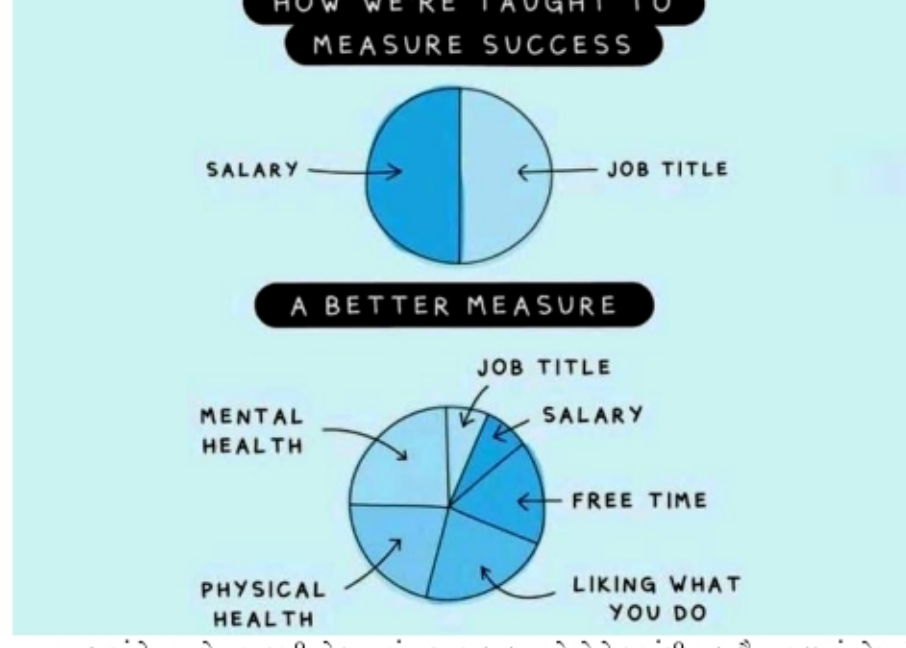 HOW WE'RE TAUGHT TO
MEASURE SUCCESS
SALARY
JOB TITLE
A BETTER MEASURE
JOB TITLE
MENTAL
HEALTH
SALARY
FREE TIME
PHYSICAL
HEALTH
LIKING WHAT
YOU DO